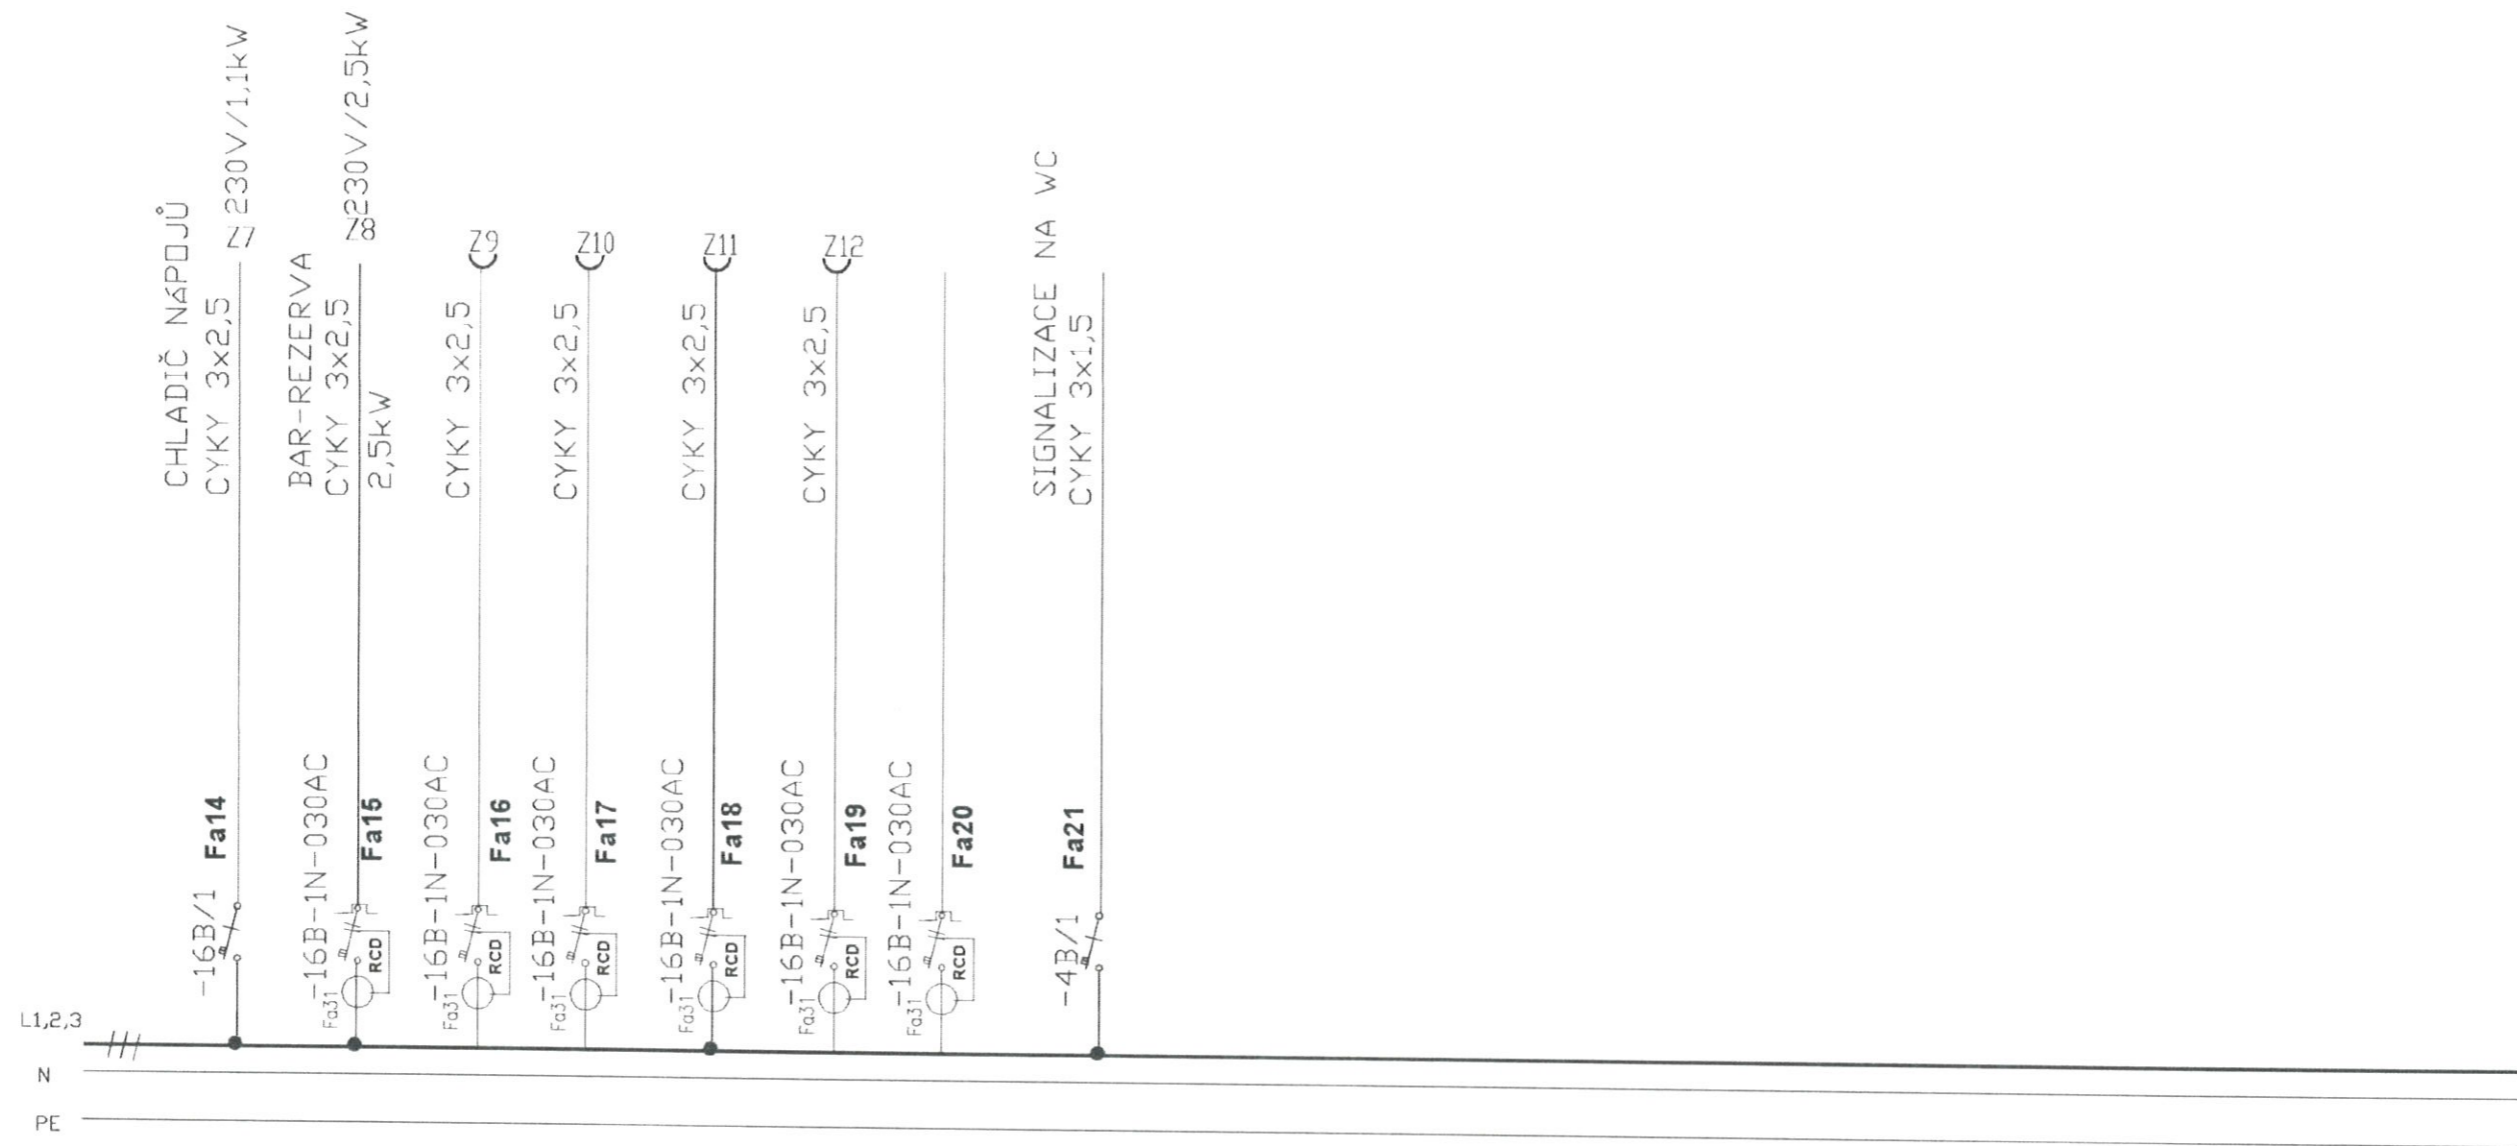 CHLADIČ NÁPOJŮ
CYKY 3x2,5
Z7 230V/1,1kW
-16B/1
Fa14
BAR-REZERVA
CYKY 3x2,5
2,5kW
Z8 230V/2,5kW
-16B-1N-030AC
Fa15
Fa31
RCD
Z9
CYKY 3x2,5
-16B-1N-030AC
Fa16
Fa31
RCD
Z10
CYKY 3x2,5
-16B-1N-030AC
Fa17
Fa31
RCD
Z11
CYKY 3x2,5
-16B-1N-030AC
Fa18
Fa31
RCD
Z12
CYKY 3x2,5
-16B-1N-030AC
Fa19
Fa31
RCD
-16B-1N-030AC
Fa20
Fa31
RCD
SIGNALIZACE NA WC
CYKY 3x1,5
-4B/1
Fa21
L1,2,3
N
PE